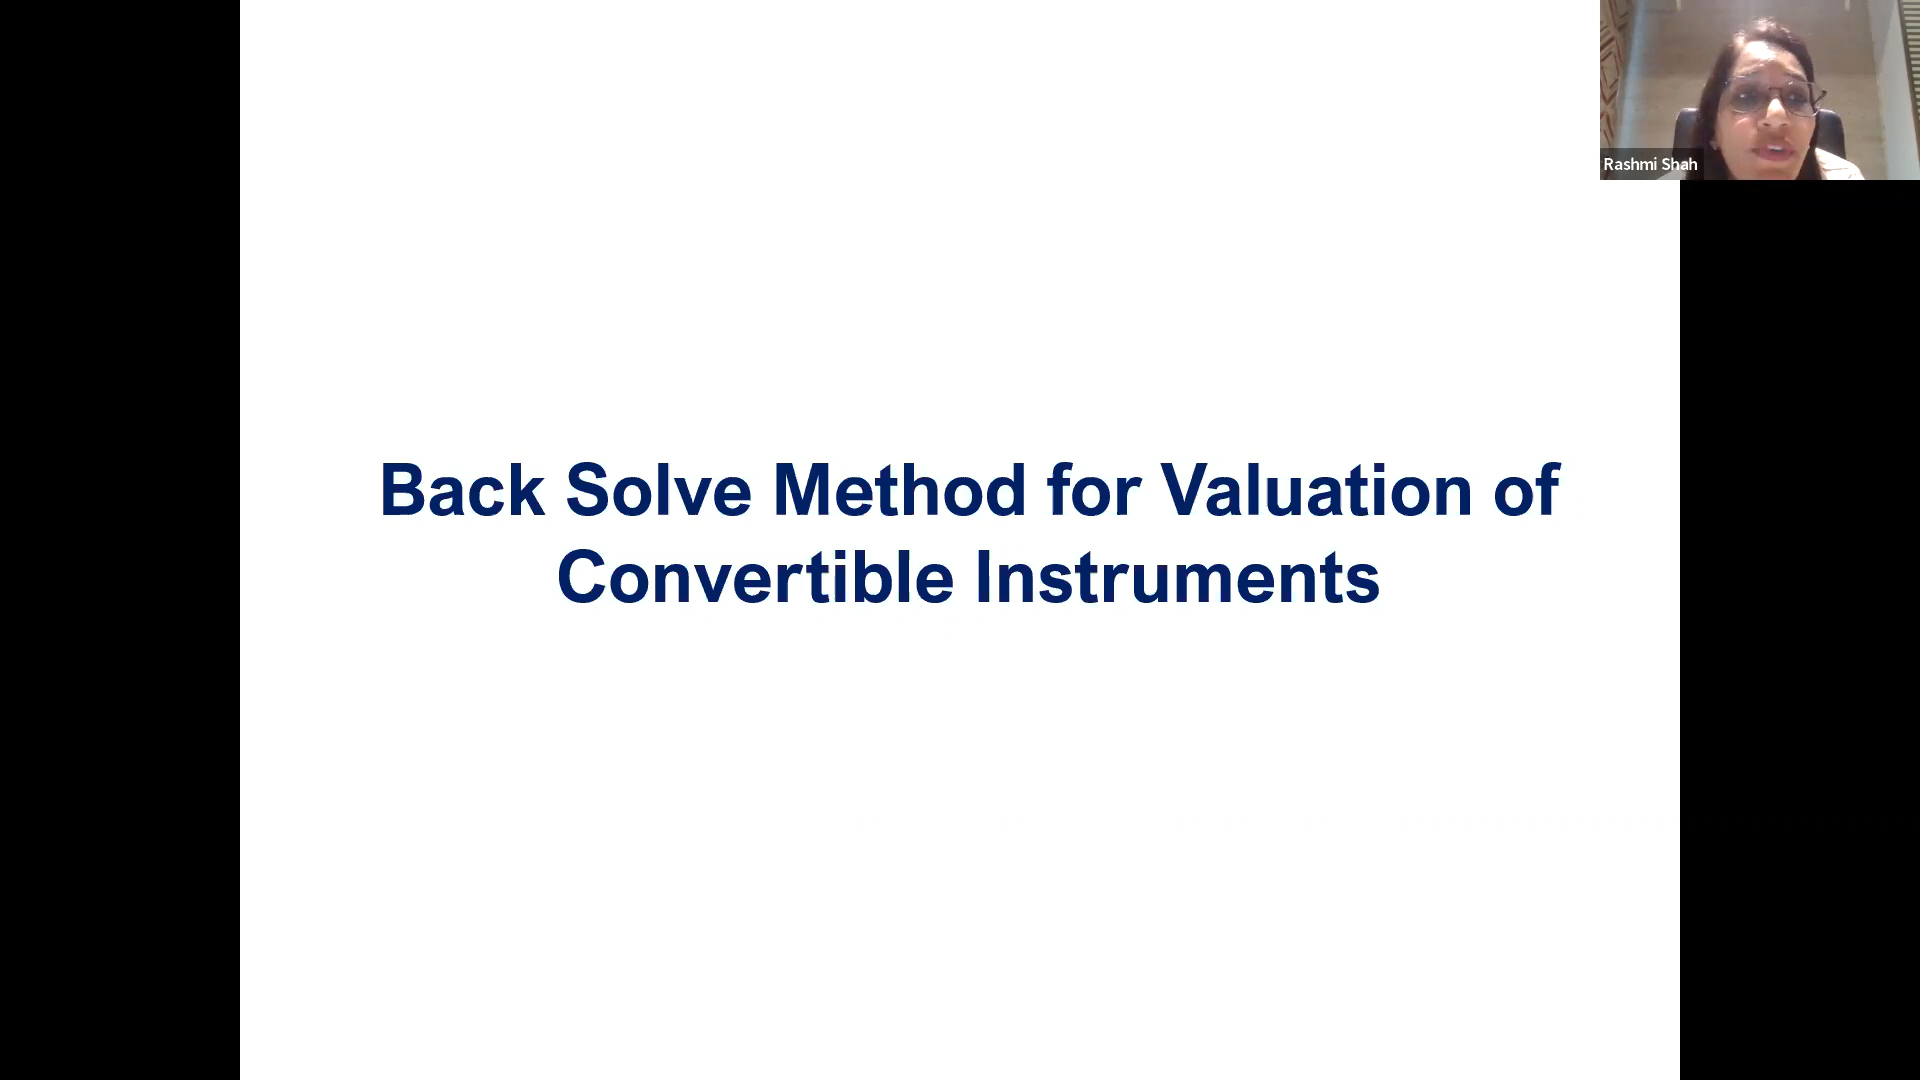 Rashmi Shah
Back Solve Method for Valuation of
Convertible Instruments